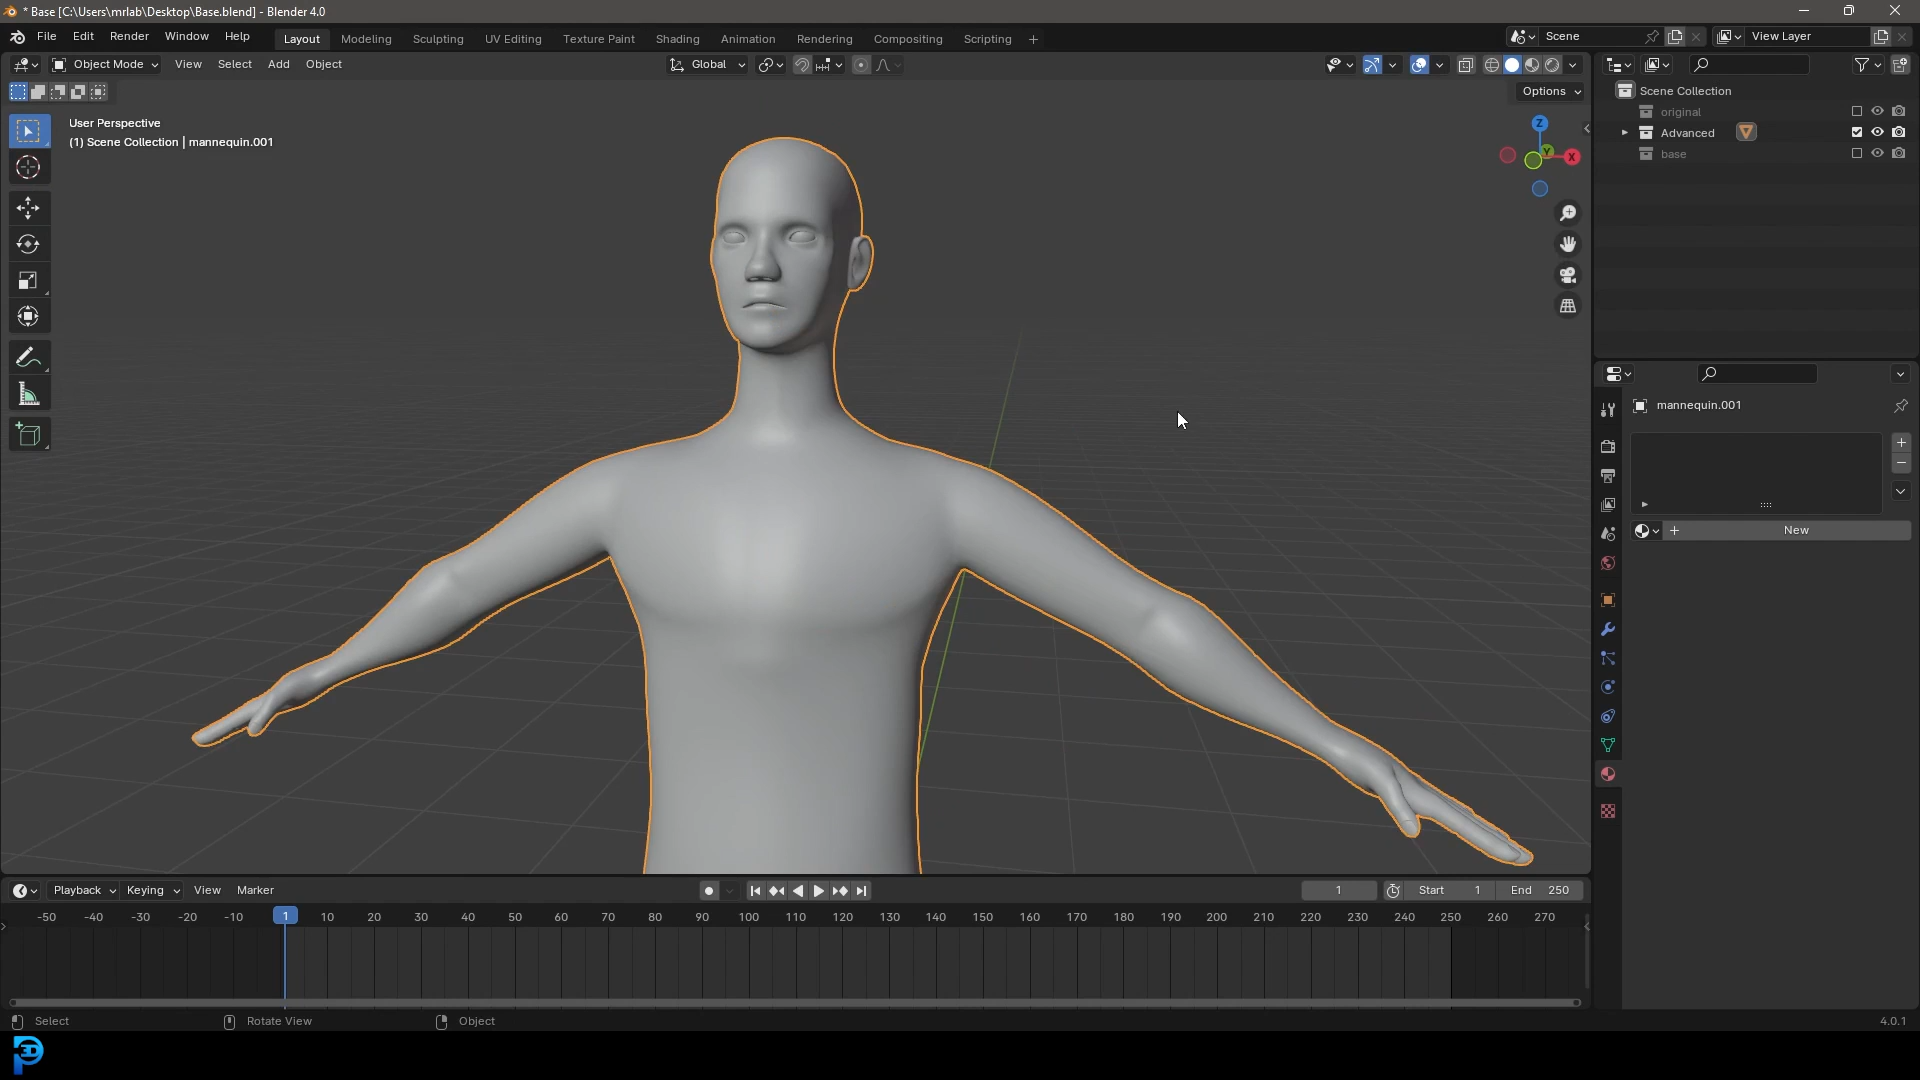 * Base [C:\Users\mrlab\Desktop\Base.blend] - Blender 4.0
File Edit Render Window Help Layout Modeling Sculpting UV Editing Texture Paint Shading Animation Rendering Compositing Scripting + Scene View Layer
Object Mode View Select Add Object Global
Options
User Perspective
(1) Scene Collection | mannequin.001
Z
Y
X
Scene Collection
original
Advanced
base
mannequin.001
New
Playback Keying View Marker 1 Start 1 End 250
-50 -40 -30 -20 -10 1 10 20 30 40 50 60 70 80 90 100 110 120 130 140 150 160 170 180 190 200 210 220 230 240 250 260 270
Select Rotate View Object 4.0.1
3D